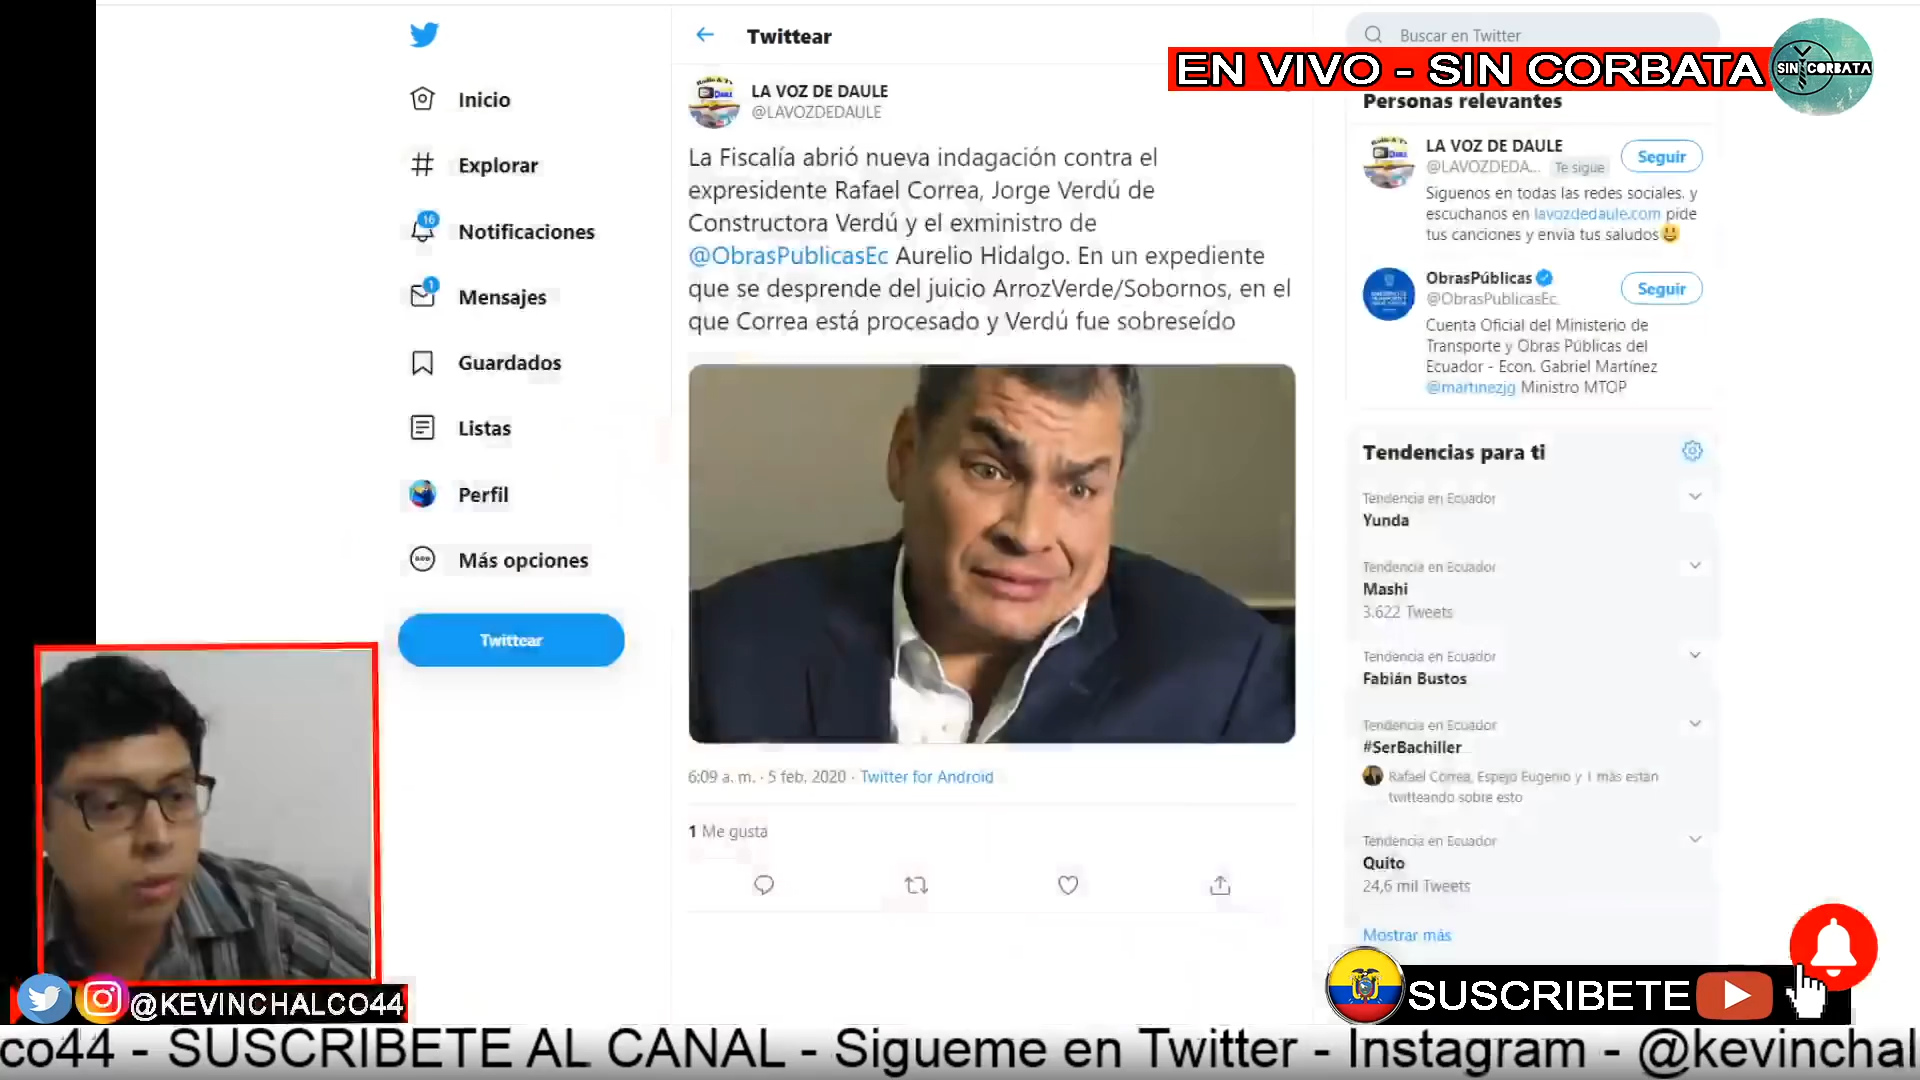 Twittear
Buscar en Twitter
EN VIVO - SIN CORBATA
SIN CORBATA
Inicio
Explorar
16
Notificaciones
1
Mensajes
Guardados
Listas
Perfil
Más opciones
Twittear
LA VOZ DE DAULE
@LAVOZDEDAULE
La Fiscalía abrió nueva indagación contra el
expresidente Rafael Correa, Jorge Verdú de
Constructora Verdú y el exministro de
@ObrasPublicasEc Aurelio Hidalgo. En un expediente
que se desprende del juicio ArrozVerde/Sobornos, en el
que Correa está procesado y Verdú fue sobreseído
6:09 a. m. · 5 feb. 2020 · Twitter for Android
1 Me gusta
Personas relevantes
LA VOZ DE DAULE
@LAVOZDEDA... Te sigue
Seguir
Siguenos en todas las redes sociales. y
escuchanos en lavozdedaule.com pide
tus canciones y envia tus saludos😃
ObrasPúblicas
@ObrasPublicasEc
Seguir
Cuenta Oficial del Ministerio de
Transporte y Obras Públicas del
Ecuador - Econ. Gabriel Martínez
@martinezjg Ministro MTOP
Tendencias para ti
Tendencia en Ecuador
Yunda
Tendencia en Ecuador
Mashi
3.622 Tweets
Tendencia en Ecuador
Fabián Bustos
Tendencia en Ecuador
#SerBachiller
Rafael Correa, Espejo Eugenio y 1 más están
twitteando sobre esto
Tendencia en Ecuador
Quito
24,6 mil Tweets
Mostrar más
@KEVINCHALCO44
SUSCRIBETE
co44 - SUSCRIBETE AL CANAL - Sigueme en Twitter - Instagram - @kevinchal